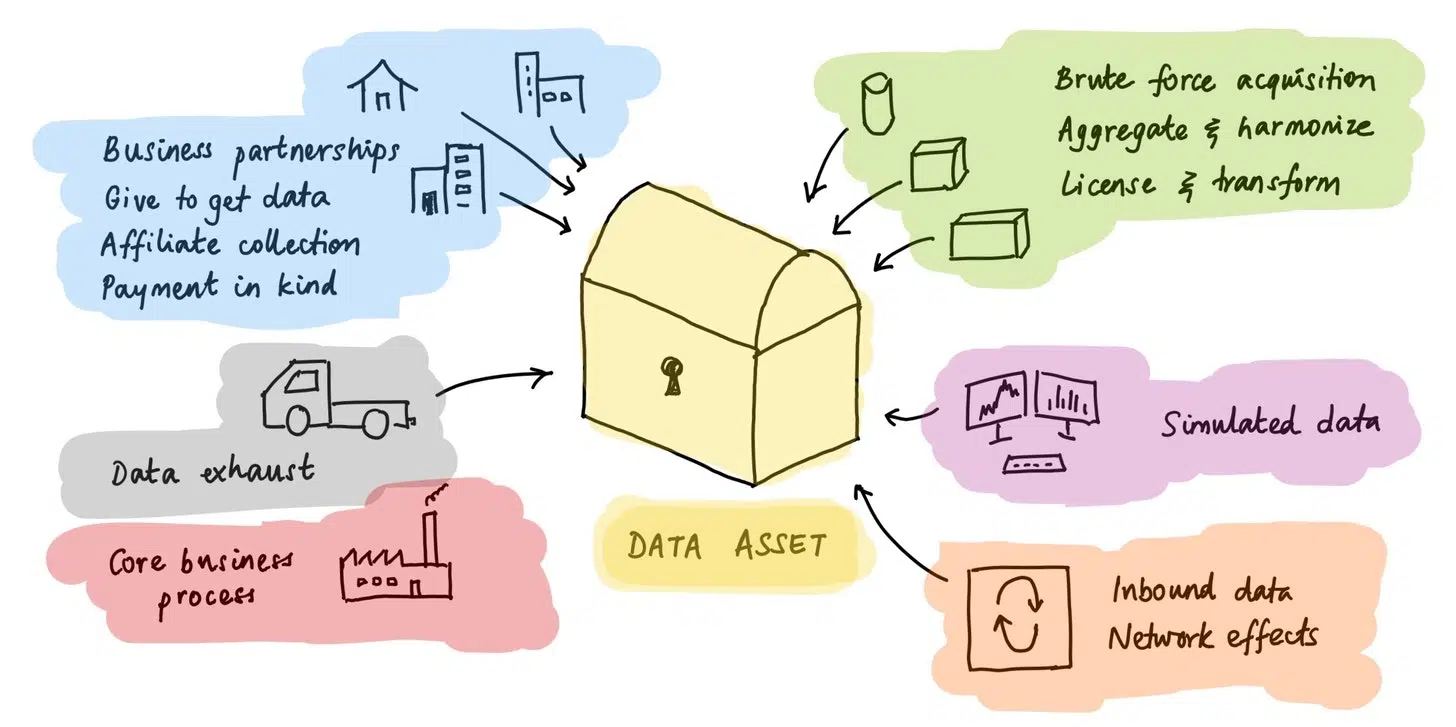 Business partnerships
Give to get data
Affiliate collection
Payment in kind
Brute force acquisition
Aggregate & harmonize
License & transform
Data exhaust
Simulated data
Core business
process
DATA ASSET
Inbound data
Network effects